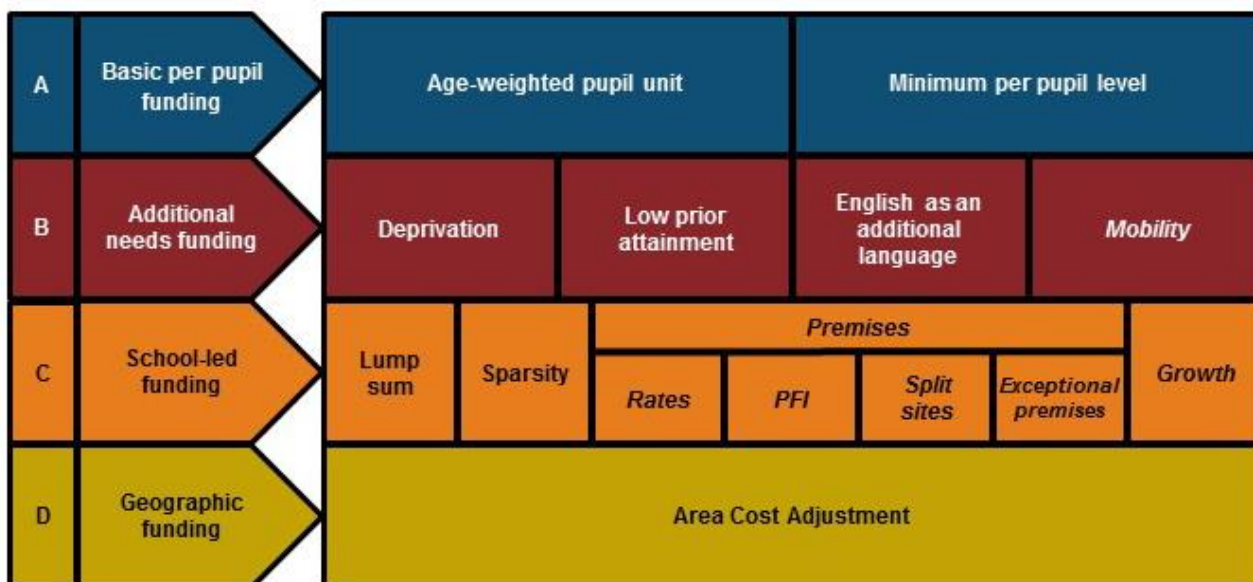 A
Basic per pupil
funding
Age-weighted pupil unit
Minimum per pupil level
B
Additional
needs funding
Deprivation
Low prior
attainment
English as an
additional
language
Mobility
C
School-led
funding
Lump
sum
Sparsity
Premises
Rates
PFI
Split
sites
Exceptional
premises
Growth
D
Geographic
funding
Area Cost Adjustment